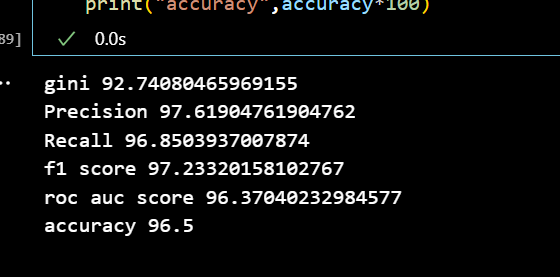 print("accuracy",accuracy*100)
89]
0.0s
gini 92.74080465969155
Precision 97.61904761904762
Recall 96.8503937007874
f1 score 97.23320158102767
roc auc score 96.37040232984577
accuracy 96.5